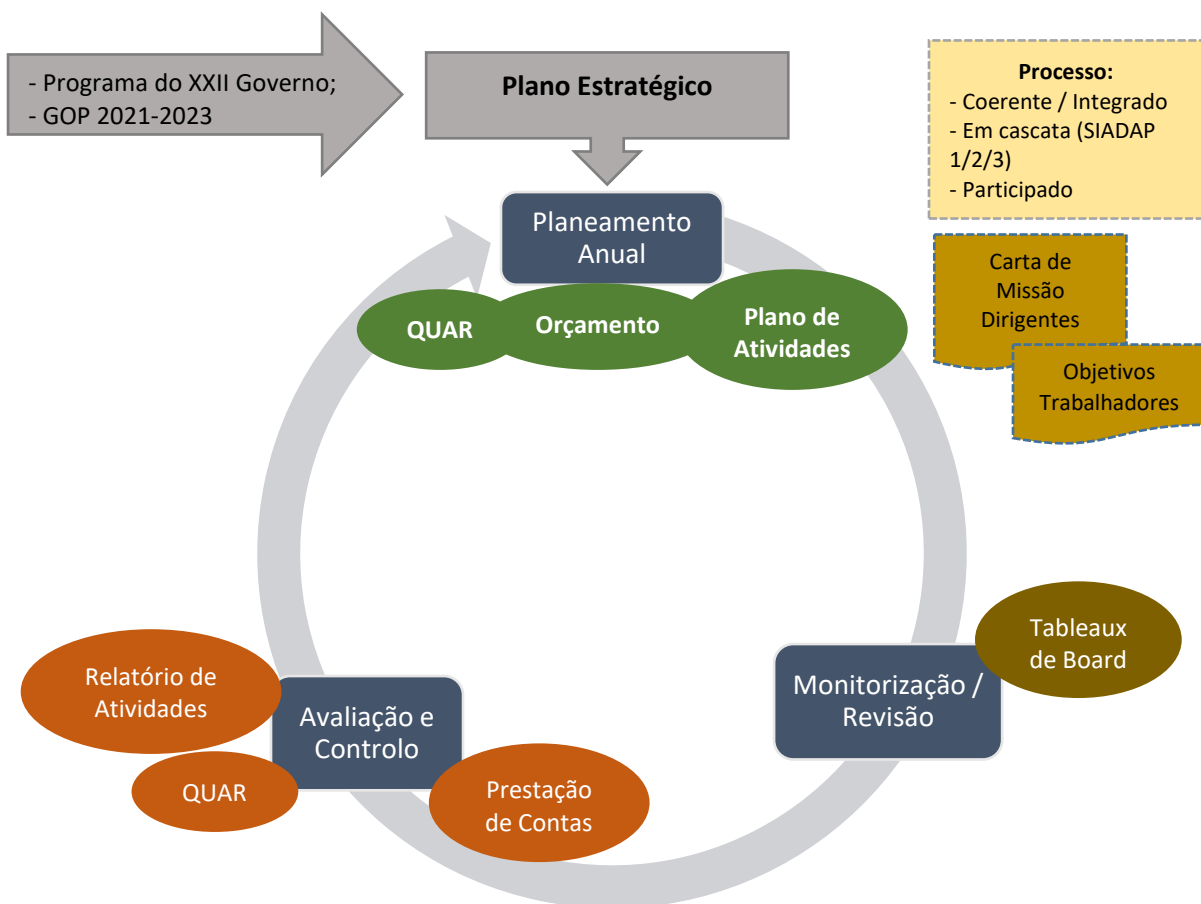 - Programa do XXII Governo;
- GOP 2021-2023
Plano Estratégico
Processo:
- Coerente / Integrado
- Em cascata (SIADAP
1/2/3)
- Participado
Planeamento
Anual
QUAR
Orçamento
Plano de
Atividades
Carta de
Missão
Dirigentes
Objetivos
Trabalhadores
Tableaux
de Board
Monitorização /
Revisão
Relatório de
Atividades
Avaliação e
Controlo
QUAR
Prestação
de Contas